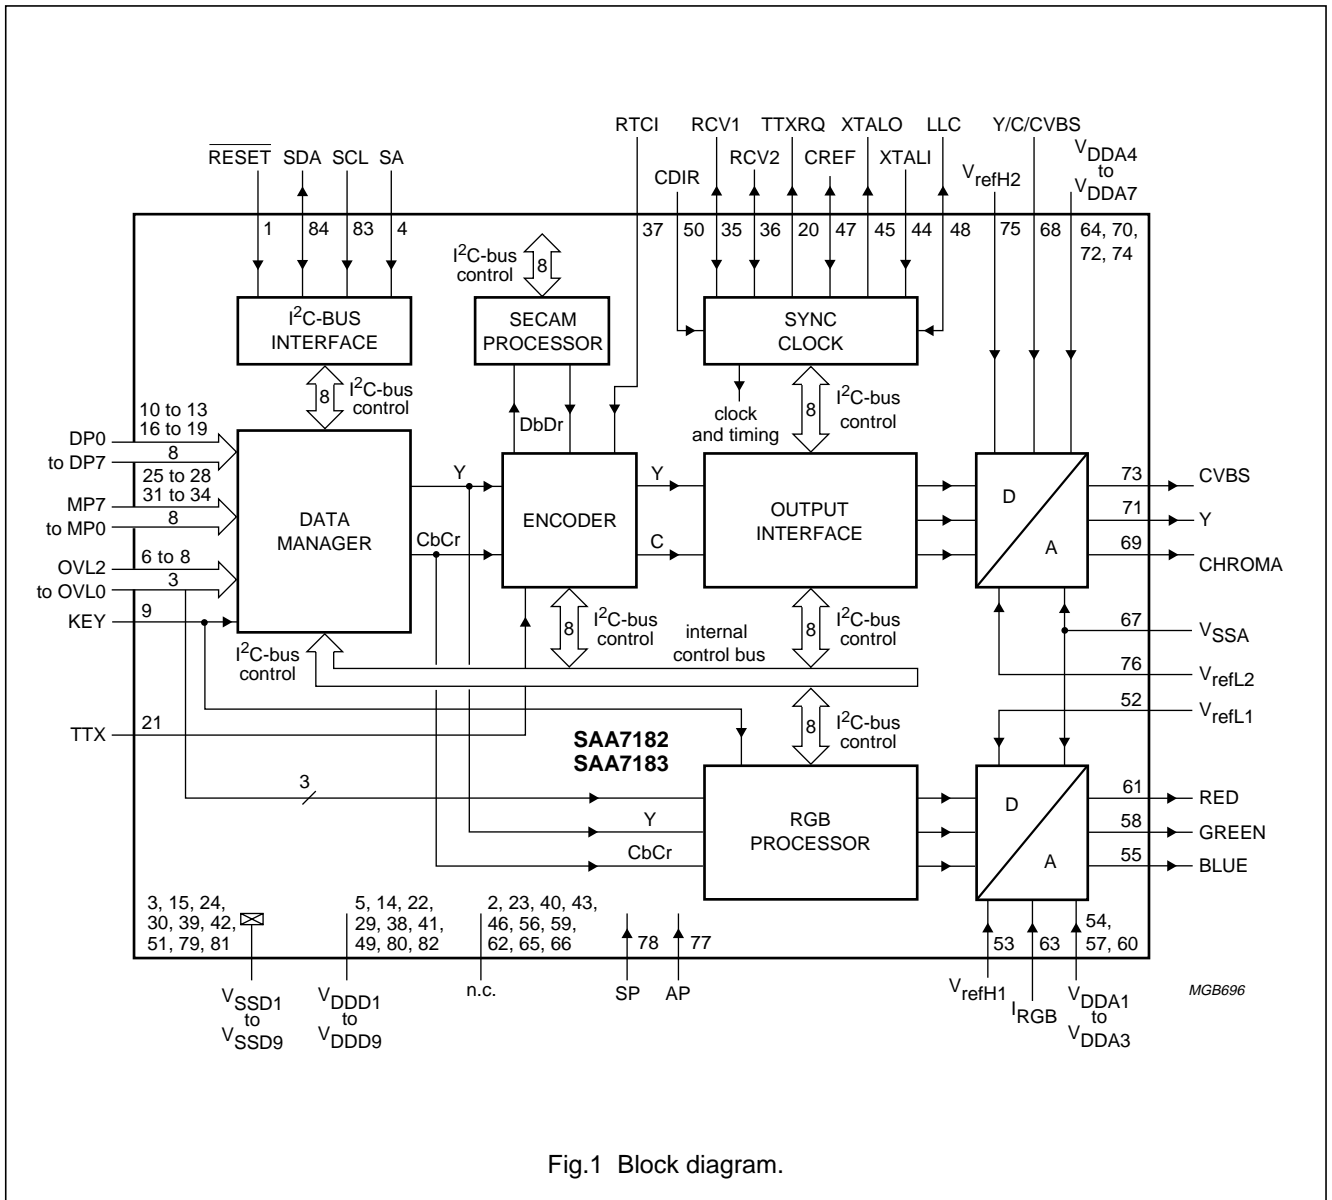 RTCI RCV1 TTXRQ XTALO LLC Y/C/CVBS
RESET SDA SCL SA
CDIR RCV2 CREF XTALI
VrefH2
VDDA4
to
VDDA7
1 84 83 4
37 50 35 36 20 47 45 44 48 75 68
64, 70,
72, 74
I2C-bus
control
8
I2C-BUS
INTERFACE
SECAM
PROCESSOR
SYNC
CLOCK
8
I2C-bus
control
DbDr
clock
and timing
8
I2C-bus
control
10 to 13
16 to 19
DP0
to DP7
8
25 to 28
31 to 34
MP7
to MP0
8
OVL2
to OVL0
6 to 8
3
KEY
9
DATA
MANAGER
Y
CbCr
ENCODER
Y
C
OUTPUT
INTERFACE
D
A
73
CVBS
71
Y
69
CHROMA
I2C-bus
control
8
I2C-bus
control
internal
control bus
8
I2C-bus
control
67
VSSA
76
VrefL2
52
VrefL1
TTX
21
SAA7182
SAA7183
8
I2C-bus
control
3
Y
CbCr
RGB
PROCESSOR
D
A
61
RED
58
GREEN
55
BLUE
3, 15, 24,
30, 39, 42,
51, 79, 81
5, 14, 22,
29, 38, 41,
49, 80, 82
2, 23, 40, 43,
46, 56, 59,
62, 65, 66
78
77
53
63
54,
57, 60
VSSD1
to
VSSD9
VDDD1
to
VDDD9
n.c.
SP
AP
VrefH1
IRGB
VDDA1
to
VDDA3
MGB696
Fig.1 Block diagram.